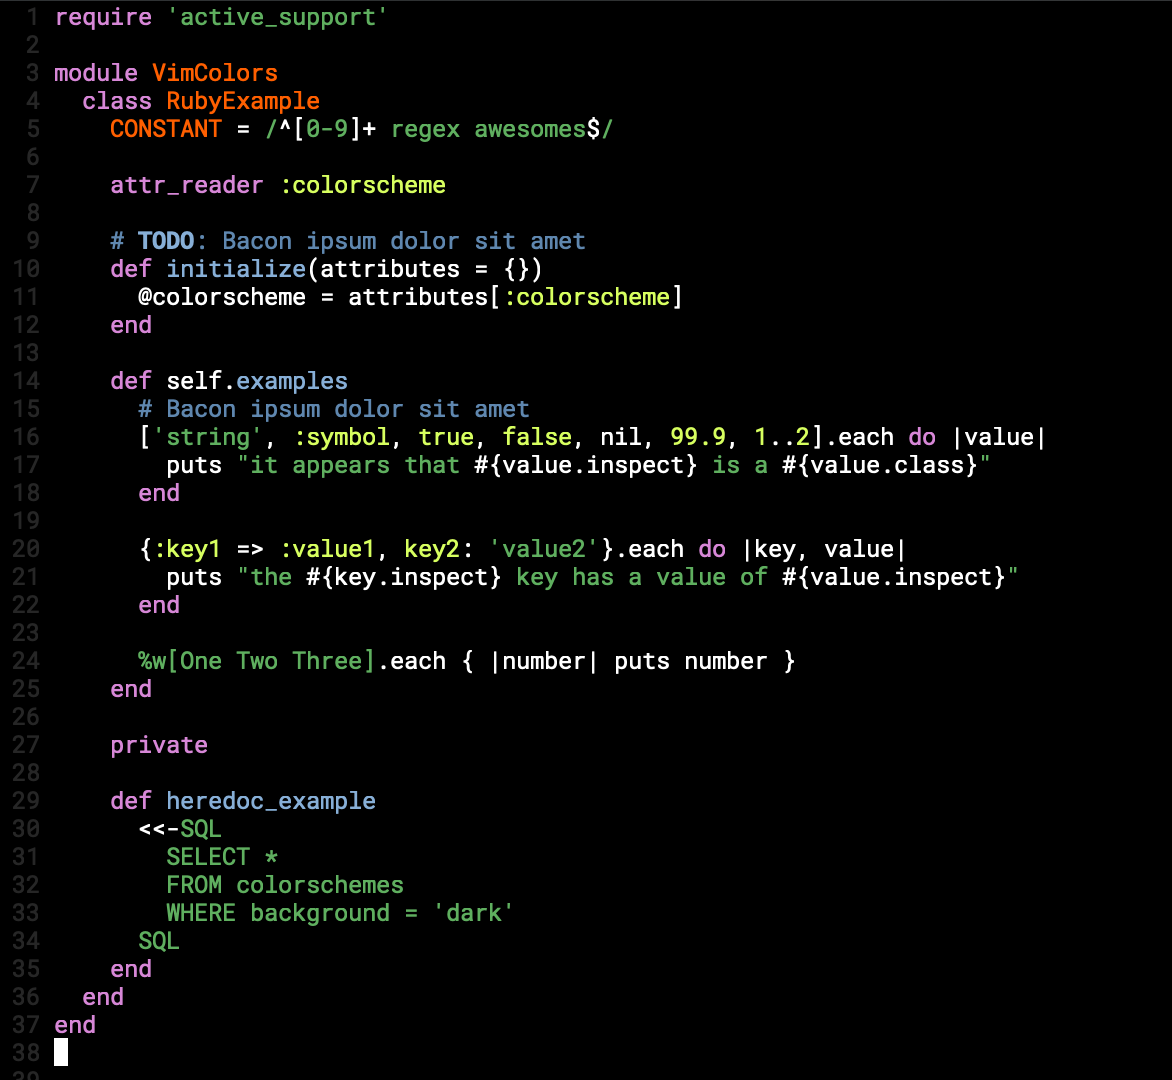 1 require 'active_support'
2
3 module VimColors
4   class RubyExample
5     CONSTANT = /^[0-9]+ regex awesomes$/
6
7     attr_reader :colorscheme
8
9     # TODO: Bacon ipsum dolor sit amet
10     def initialize(attributes = {})
11       @colorscheme = attributes[:colorscheme]
12     end
13
14     def self.examples
15       # Bacon ipsum dolor sit amet
16       ['string', :symbol, true, false, nil, 99.9, 1..2].each do |value|
17         puts "it appears that #{value.inspect} is a #{value.class}"
18       end
19
20       {:key1 => :value1, key2: 'value2'}.each do |key, value|
21         puts "the #{key.inspect} key has a value of #{value.inspect}"
22       end
23
24       %w[One Two Three].each { |number| puts number }
25     end
26
27     private
28
29     def heredoc_example
30       <<-SQL
31         SELECT *
32         FROM colorschemes
33         WHERE background = 'dark'
34       SQL
35     end
36   end
37 end
38
39